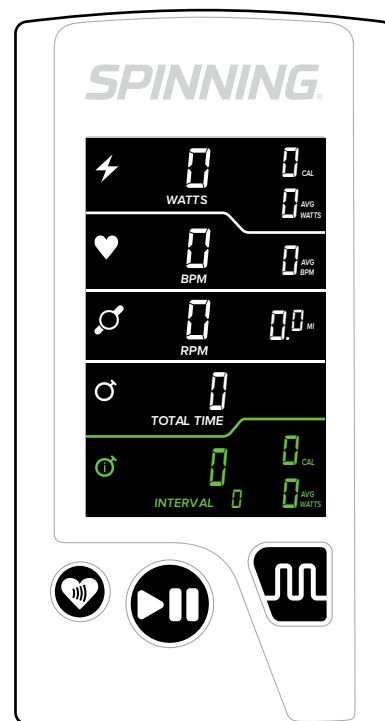 SPINNING®
0 0 CAL
WATTS 0 AVG WATTS
0 0 AVG BPM
BPM
0 0.0 MI
RPM
0
TOTAL TIME
i 0 0 CAL
INTERVAL 0 0 AVG WATTS